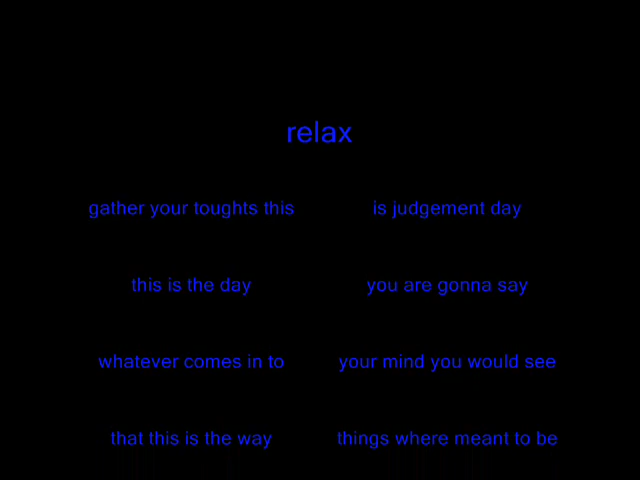 relax
gather your toughts this is judgement day
this is the day you are gonna say
whatever comes in to your mind you would see
that this is the way things where meant to be